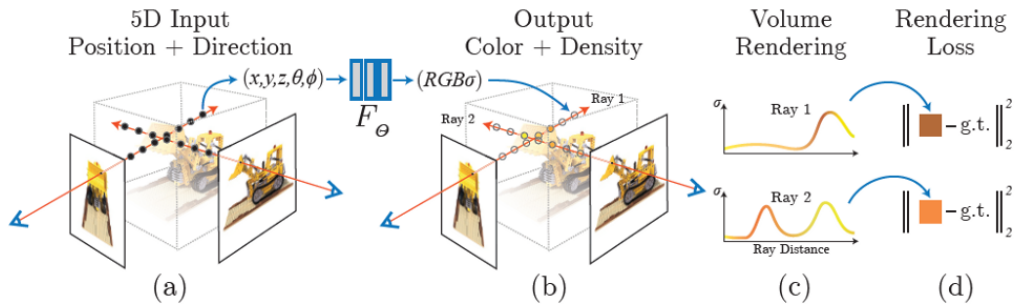 5D Input
Position + Direction
Output
Color + Density
Volume
Rendering
Rendering
Loss
(x,y,z,θ,ϕ)
F_Θ
(RGBσ)
Ray 1
Ray 2
σ
Ray 1
‖ – g.t. ‖₂²
σ
Ray 2
‖ – g.t. ‖₂²
Ray Distance
(a)
(b)
(c)
(d)